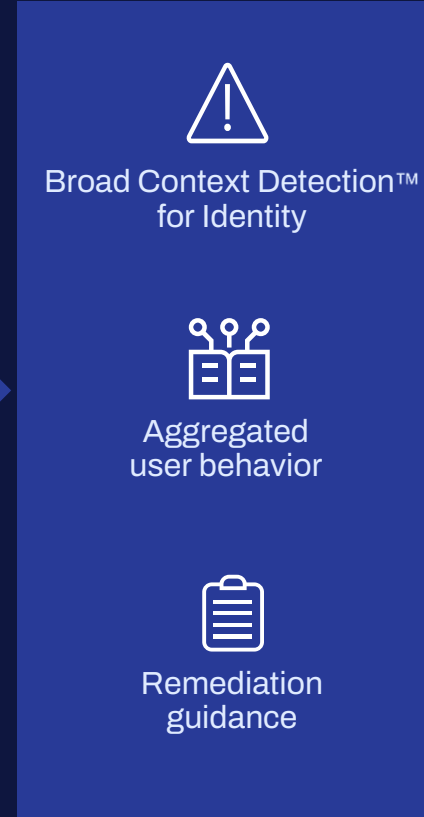 Broad Context Detection™
for Identity
Aggregated
user behavior
Remediation
guidance